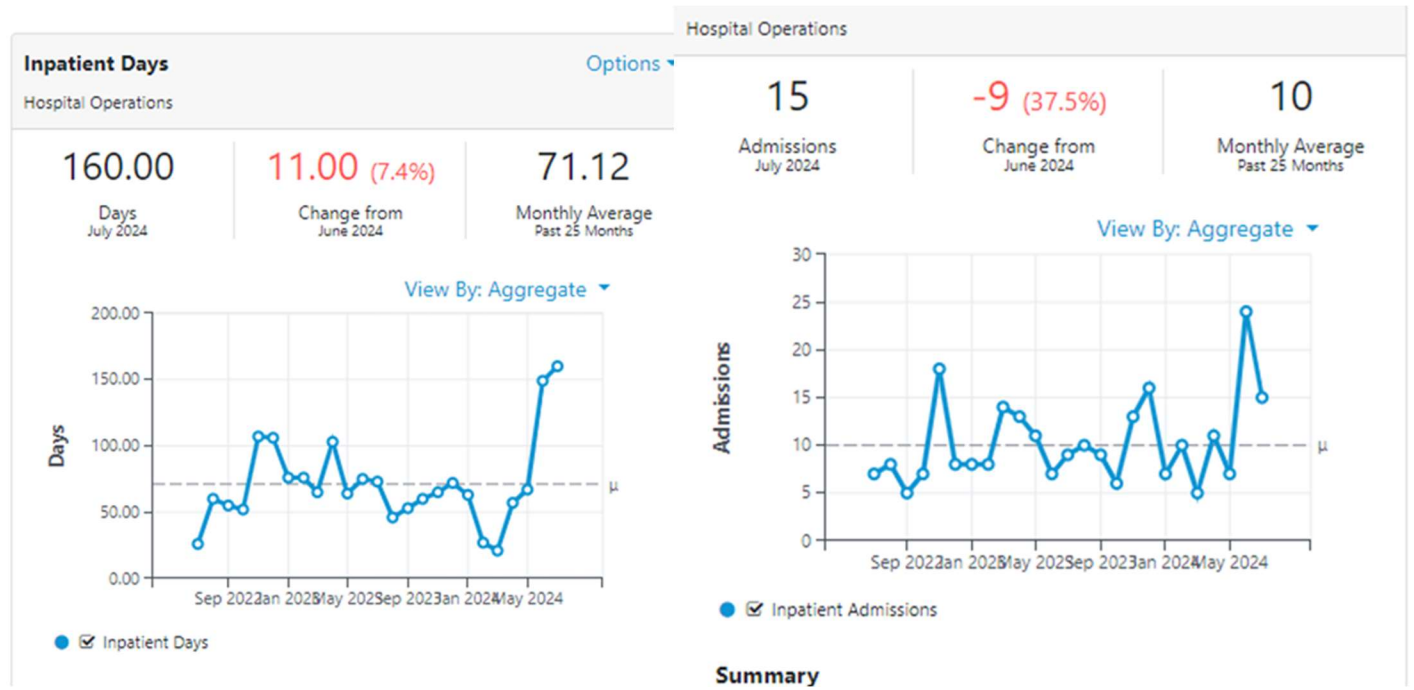 Inpatient Days
Options
Hospital Operations
160.00
11.00 (7.4%)
71.12
Days
July 2024
Change from
June 2024
Monthly Average
Past 25 Months
View By: Aggregate
200.00
150.00
100.00
50.00
0.00
Days
μ
Sep 2022 Jan 2023 May 2023 Sep 2023 Jan 2024 May 2024
Inpatient Days
Hospital Operations
15
-9 (37.5%)
10
Admissions
July 2024
Change from
June 2024
Monthly Average
Past 25 Months
View By: Aggregate
30
25
20
15
10
5
0
Admissions
μ
Sep 2022 Jan 2023 May 2023 Sep 2023 Jan 2024 May 2024
Inpatient Admissions
Summary